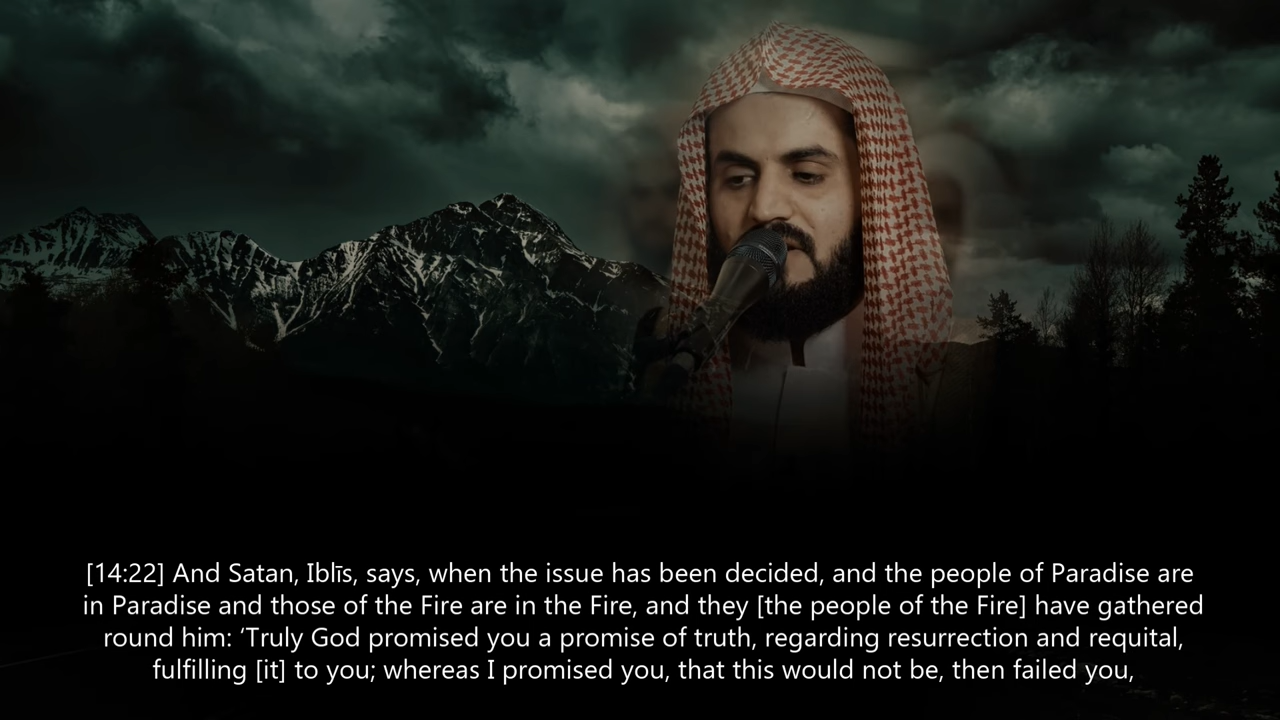 [14:22] And Satan, Iblīs, says, when the issue has been decided, and the people of Paradise are
in Paradise and those of the Fire are in the Fire, and they [the people of the Fire] have gathered
round him: ‘Truly God promised you a promise of truth, regarding resurrection and requital,
fulfilling [it] to you; whereas I promised you, that this would not be, then failed you,